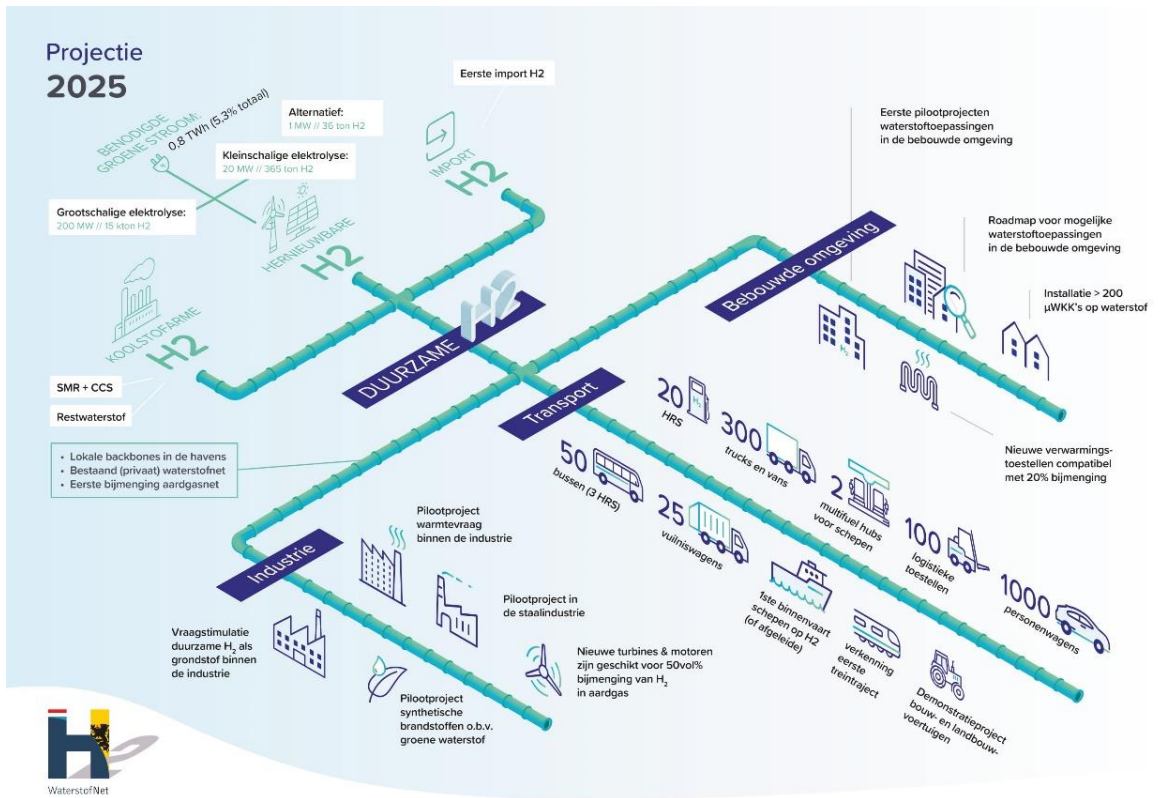 Projectie
2025
BENODIGDE
GROENE STROOM:
0,8 TWh (5,3% totaal)
Alternatief:
1 MW // 36 ton H2
Kleinschalige elektrolyse:
20 MW // 365 ton H2
Grootschalige elektrolyse:
200 MW // 15 kton H2
Eerste import H2
IMPORT
H2
HERNIEUWBARE
H2
KOOLSTOFARME
H2
SMR + CCS
Restwaterstof
• Lokale backbones in de havens
• Bestaand (privaat) waterstofnet
• Eerste bijmenging aardgasnet
DUURZAME H2
Bebouwde omgeving
Eerste pilootprojecten
waterstoftoepassingen
in de bebouwde omgeving
Roadmap voor mogelijke
waterstoftoepassingen
in de bebouwde omgeving
Installatie > 200
µWKK's op waterstof
H2
Nieuwe verwarmings-
toestellen compatibel
met 20% bijmenging
Transport
20
HRS
H2
300
trucks en vans
2
multifuel hubs
voor schepen
100
logistieke
toestellen
1000
personenwagens
50
bussen (3 HRS)
25
vuilniswagens
1ste binnenvaart
schepen op H2
(of afgeleide)
verkenning
eerste
treintraject
Demonstratieproject
bouw- en landbouw-
voertuigen
Industrie
Pilootproject
warmtevraag
binnen de industrie
Pilootproject in
de staalindustrie
Vraagstimulatie
duurzame H₂ als
grondstof binnen
de industrie
Pilootproject
synthetische
brandstoffen o.b.v.
groene waterstof
Nieuwe turbines & motoren
zijn geschikt voor 50vol%
bijmenging van H₂
in aardgas
WaterstofNet